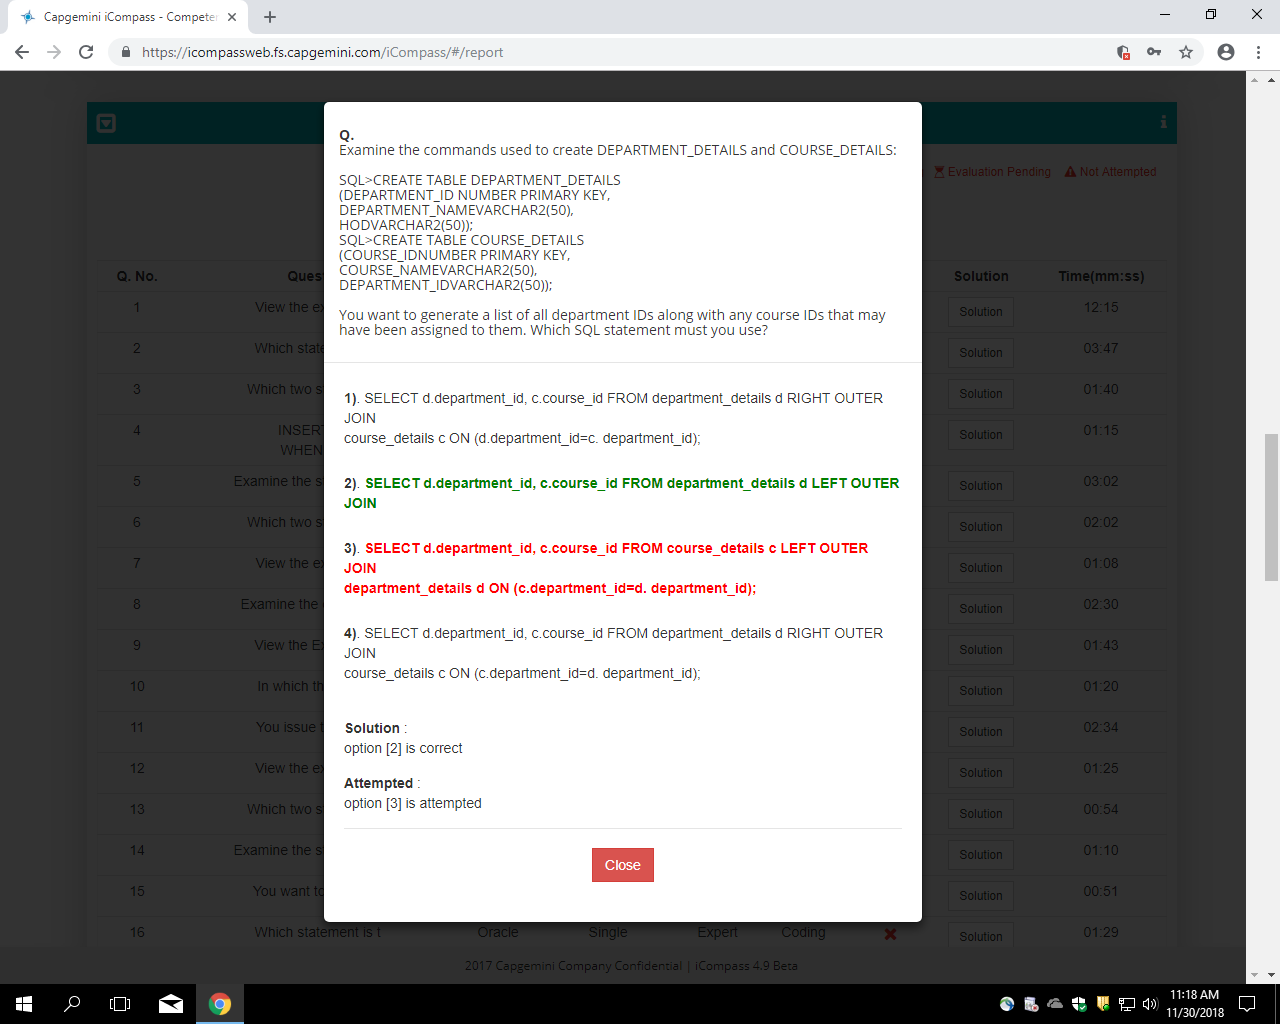 Capgemini iCompass - Competen
https://icompassweb.fs.capgemini.com/iCompass/#/report
Evaluation Pending Not Attempted
Q.
Examine the commands used to create DEPARTMENT_DETAILS and COURSE_DETAILS:
SQL>CREATE TABLE DEPARTMENT_DETAILS
(DEPARTMENT_ID NUMBER PRIMARY KEY,
DEPARTMENT_NAMEVARCHAR2(50),
HODVARCHAR2(50));
SQL>CREATE TABLE COURSE_DETAILS
(COURSE_IDNUMBER PRIMARY KEY,
COURSE_NAMEVARCHAR2(50),
DEPARTMENT_IDVARCHAR2(50));
You want to generate a list of all department IDs along with any course IDs that may
have been assigned to them. Which SQL statement must you use?
1). SELECT d.department_id, c.course_id FROM department_details d RIGHT OUTER
JOIN
course_details c ON (d.department_id=c. department_id);
2). SELECT d.department_id, c.course_id FROM department_details d LEFT OUTER
JOIN
3). SELECT d.department_id, c.course_id FROM course_details c LEFT OUTER
JOIN
department_details d ON (c.department_id=d. department_id);
4). SELECT d.department_id, c.course_id FROM department_details d RIGHT OUTER
JOIN
course_details c ON (c.department_id=d. department_id);
Solution :
option [2] is correct
Attempted :
option [3] is attempted
Close
Q. No. Ques Solution Time(mm:ss)
1 View the ex Solution 12:15
2 Which state Solution 03:47
3 Which two s Solution 01:40
4 INSER Solution 01:15
WHEN
5 Examine the s Solution 03:02
6 Which two s Solution 02:02
7 View the e Solution 01:08
8 Examine the Solution 02:30
9 View the E Solution 01:43
10 In which th Solution 01:20
11 You issue Solution 02:34
12 View the e Solution 01:25
13 Which two s Solution 00:54
14 Examine the s Solution 01:10
15 You want to Solution 00:51
16 Which statement is t Oracle Single Expert Coding Solution 01:29
2017 Capgemini Company Confidential | iCompass 4.9 Beta
11:18 AM
11/30/2018